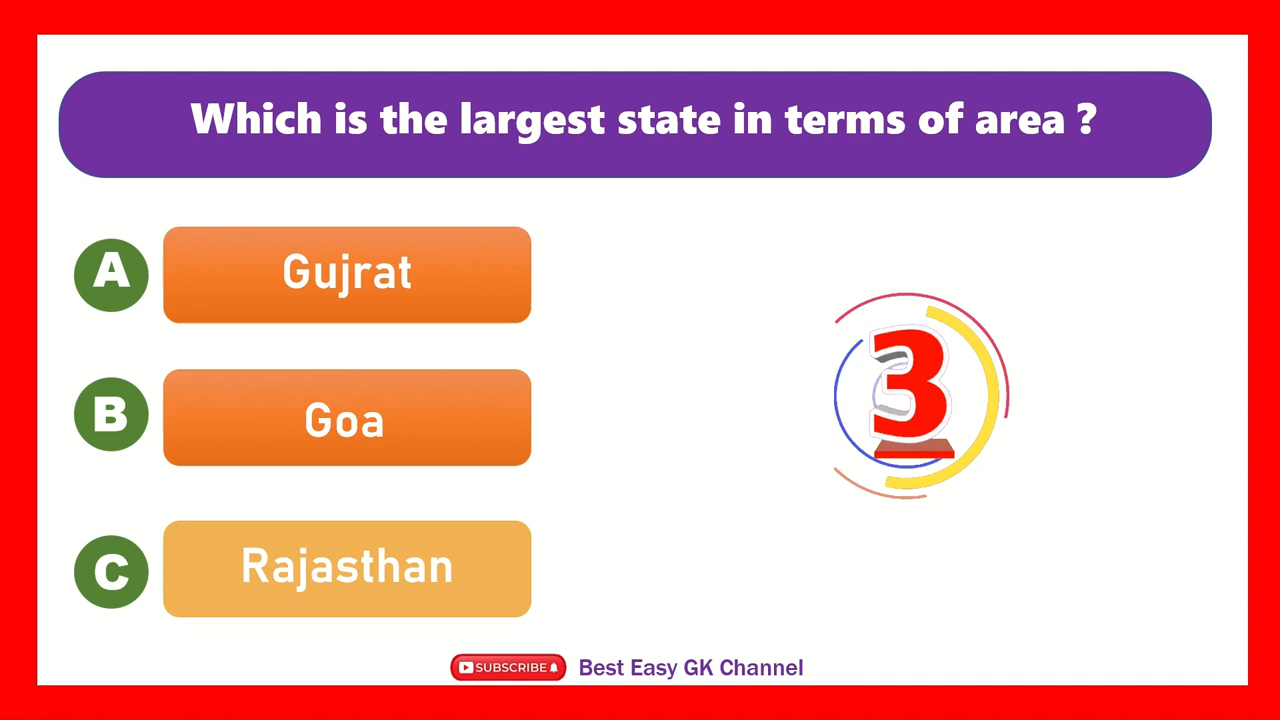 Which is the largest state in terms of area ?
A
Gujrat
B
Goa
C
Rajasthan
3
SUBSCRIBE
Best Easy GK Channel